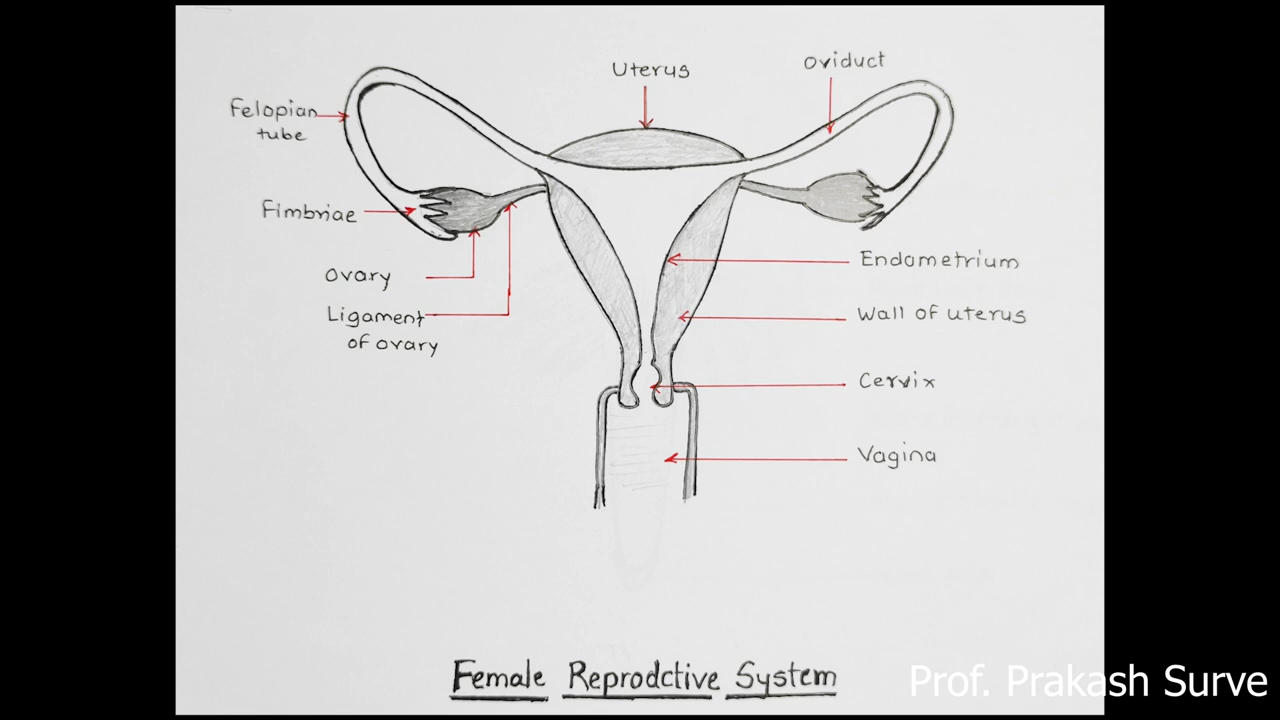 Uterus
Oviduct
Felopian
tube
Fimbriae
Ovary
Ligament
of ovary
Endometrium
Wall of uterus
Cervix
Vagina
Female Reprodctive System
Prof. Prakash Surve